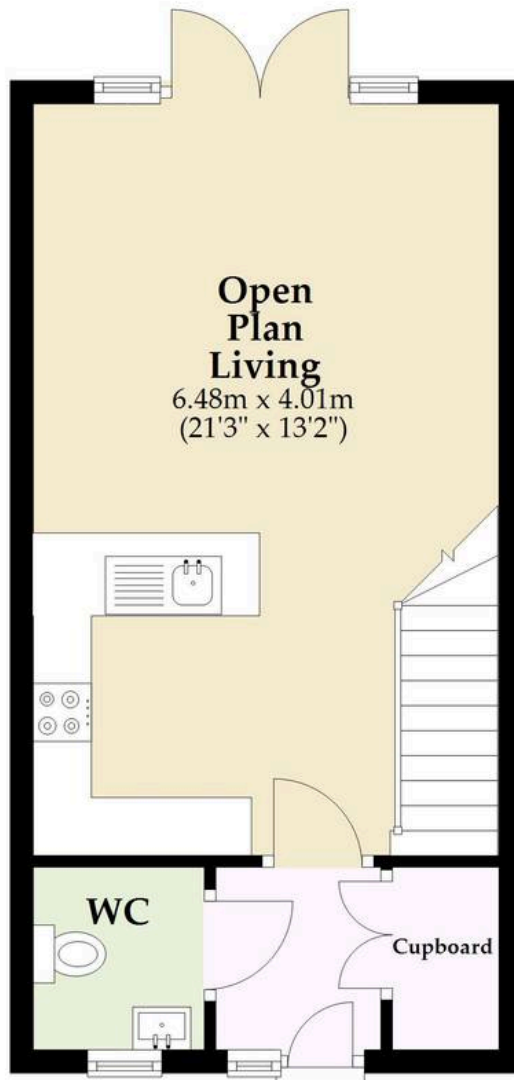 Open
Plan
Living
6.48m x 4.01m
(21'3" x 13'2")
WC
Cupboard